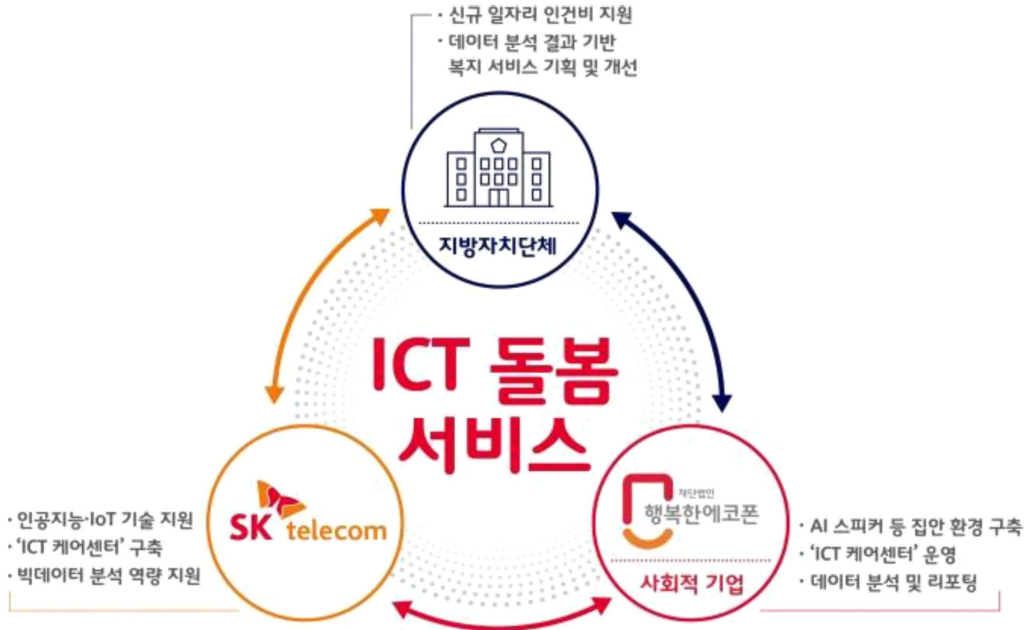 · 신규 일자리 인건비 지원
· 데이터 분석 결과 기반
복지 서비스 기획 및 개선
지방자치단체
ICT 돌봄
서비스
SK telecom
· 인공지능·IoT 기술 지원
· ‘ICT 케어센터’ 구축
· 빅데이터 분석 역량 지원
재단법인
행복한에코폰
사회적 기업
· AI 스피커 등 집안 환경 구축
· ‘ICT 케어센터’ 운영
· 데이터 분석 및 리포팅